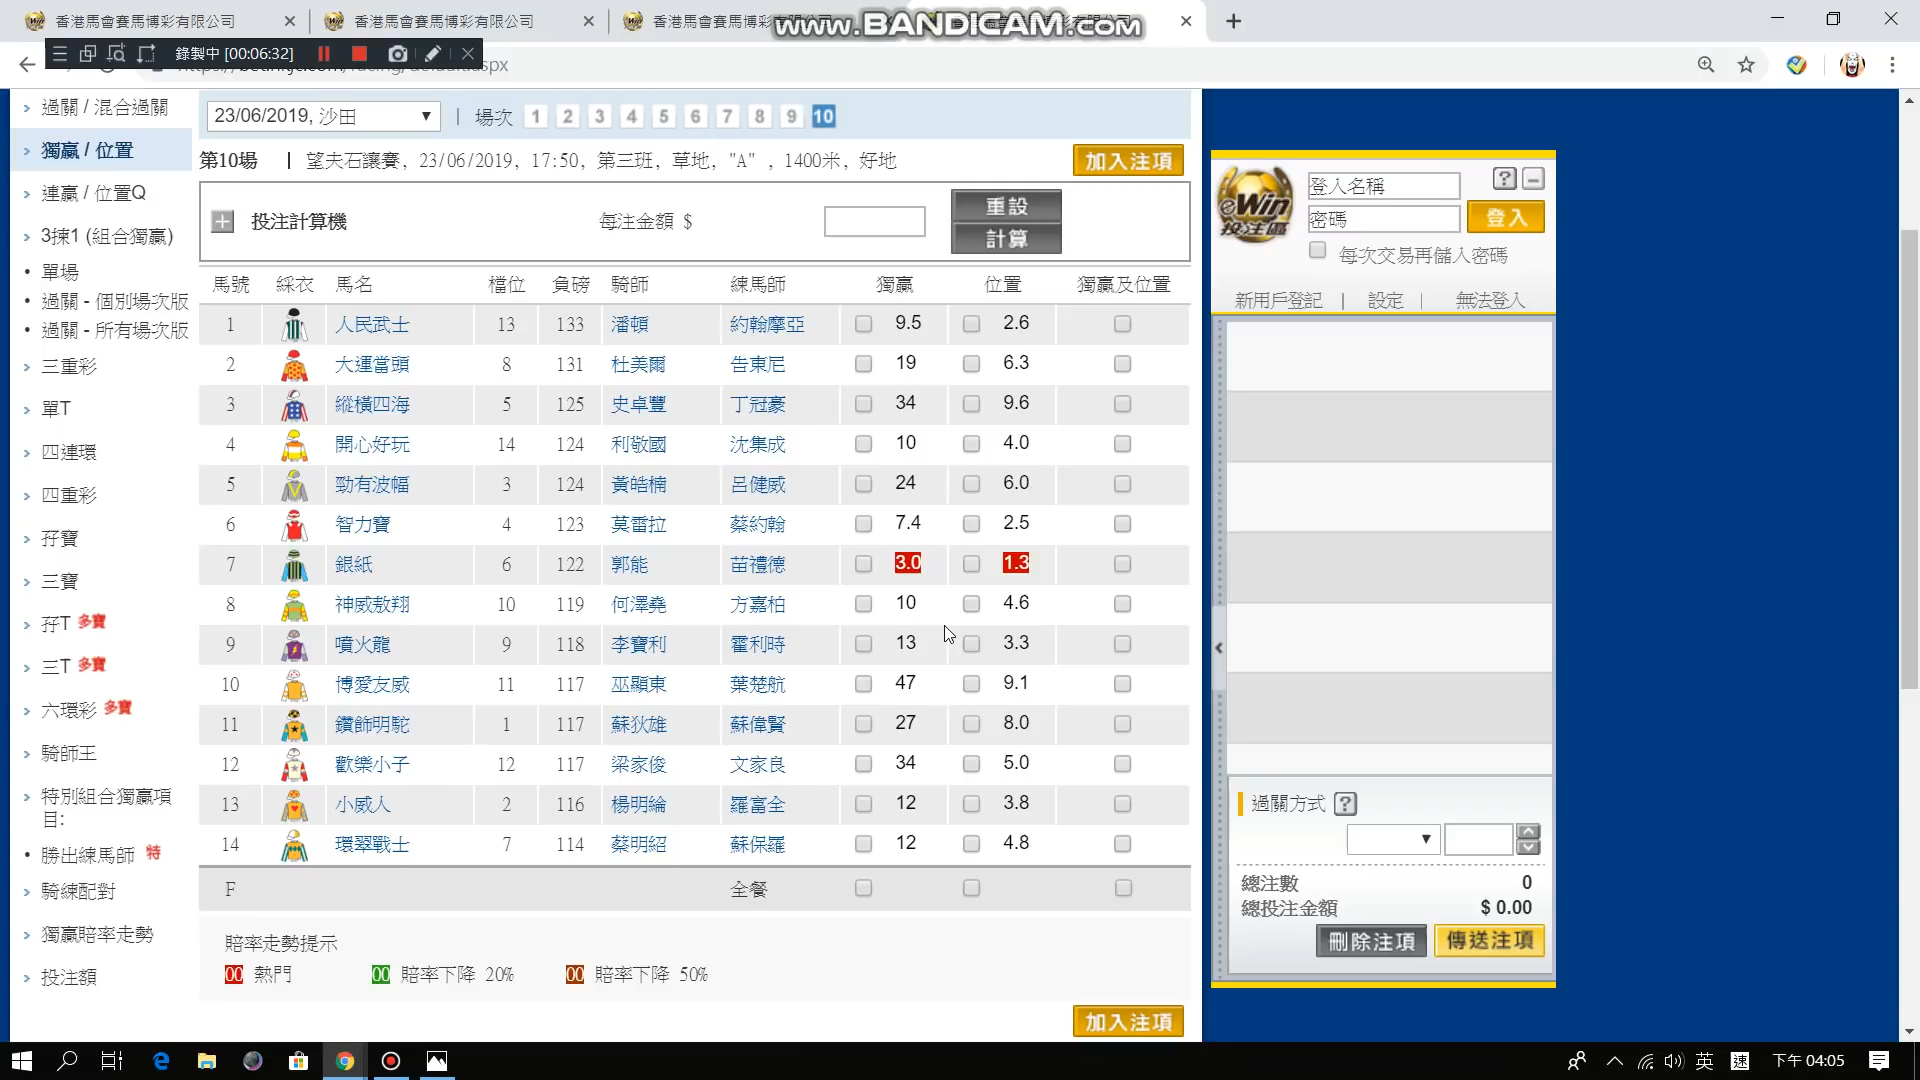 香港馬會賽馬博彩有限公司
香港馬會賽馬博彩有限公司
香港馬會賽馬博彩有限公司
www.BANDICAM.com
錄製中 [00:06:32]
過關 / 混合過關
獨贏 / 位置
連贏 / 位置Q
3揀1 (組合獨贏)
單場
過關 - 個別場次版
過關 - 所有場次版
三重彩
單T
四連環
四重彩
孖寶
三寶
孖T 多寶
三T 多寶
六環彩 多寶
騎師王
特別組合獨贏項
目:
勝出練馬師 特
騎練配對
獨贏賠率走勢
投注額
23/06/2019, 沙田 | 場次 1 2 3 4 5 6 7 8 9 10
第10場 | 望夫石讓賽, 23/06/2019, 17:50, 第三班, 草地, "A" , 1400米, 好地 加入注項
投注計算機 每注金額 $ 重設
計算
馬號 綵衣 馬名 檔位 負磅 騎師 練馬師 獨贏 位置 獨贏及位置
1 人民武士 13 133 潘頓 約翰摩亞 9.5 2.6
2 大運當頭 8 131 杜美爾 告東尼 19 6.3
3 縱橫四海 5 125 史卓豐 丁冠豪 34 9.6
4 開心好玩 14 124 利敬國 沈集成 10 4.0
5 勁有波幅 3 124 黃皓楠 呂健威 24 6.0
6 智力寶 4 123 莫雷拉 蔡約翰 7.4 2.5
7 銀紙 6 122 郭能 苗禮德 3.0 1.3
8 神威敖翔 10 119 何澤堯 方嘉柏 10 4.6
9 噴火龍 9 118 李寶利 霍利時 13 3.3
10 博愛友威 11 117 巫顯東 葉楚航 47 9.1
11 鑽飾明駝 1 117 蘇狄雄 蘇偉賢 27 8.0
12 歡樂小子 12 117 梁家俊 文家良 34 5.0
13 小威人 2 116 楊明綸 羅富全 12 3.8
14 環翠戰士 7 114 蔡明紹 蘇保羅 12 4.8
F 全餐
賠率走勢提示
00 熱門 00 賠率下降 20% 00 賠率下降 50%
加入注項
eWin
投注區
登入名稱
密碼 登入
每次交易再儲入密碼
新用戶登記 | 設定 | 無法登入
過關方式 ?
總注數 0
總投注金額 $ 0.00
刪除注項 傳送注項
英 速 下午 04:05